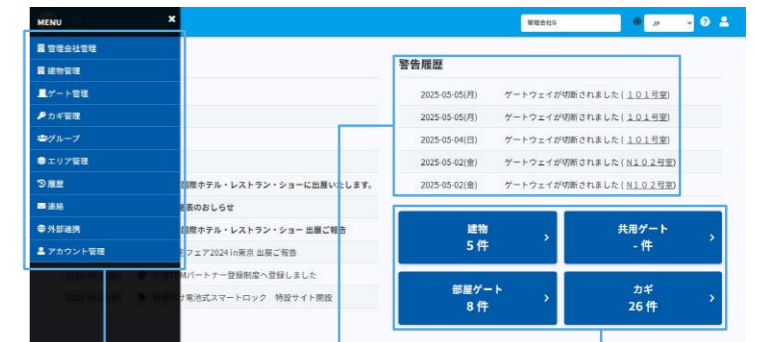 MENU ×
管理会社G
JP
管理会社管理
建物管理
ゲート管理
カギ管理
グループ
エリア管理
履歴
連絡
外部連携
アカウント管理
国際ホテル・レストラン・ショーに出展いたします。
表のおしらせ
国際ホテル・レストラン・ショー 出展ご報告
フェア2024in東京 出展ご報告
Mパートナー登録制度へ登録しました
け電池式スマートロック 特設サイト開設
警告履歴
2025-05-05(月) ゲートウェイが切断されました ( 101号室)
2025-05-05(月) ゲートウェイが切断されました ( 101号室)
2025-05-04(日) ゲートウェイが切断されました ( 101号室)
2025-05-02(金) ゲートウェイが切断されました ( N102号室)
2025-05-02(金) ゲートウェイが切断されました ( N102号室)
建物
5 件
共用ゲート
- 件
部屋ゲート
8 件
カギ
26 件